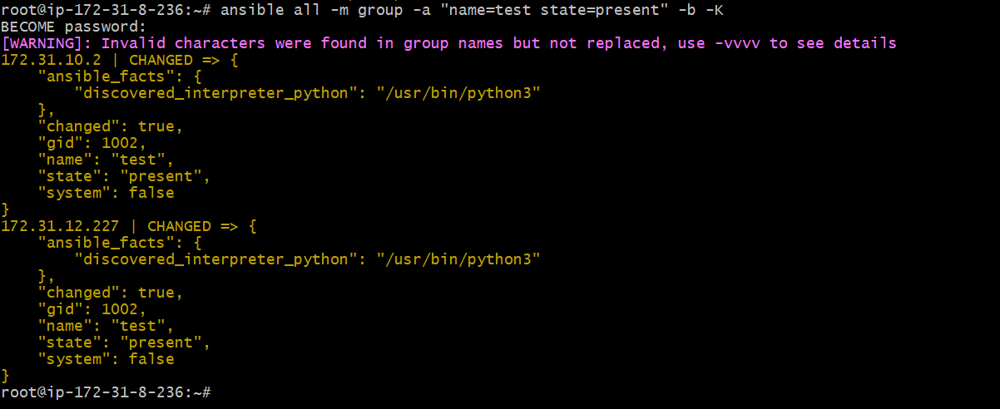 root@ip-172-31-8-236:~# ansible all -m group -a "name=test state=present" -b -K
BECOME password:
[WARNING]: Invalid characters were found in group names but not replaced, use -vvvv to see details
172.31.10.2 | CHANGED => {
    "ansible_facts": {
        "discovered_interpreter_python": "/usr/bin/python3"
    },
    "changed": true,
    "gid": 1002,
    "name": "test",
    "state": "present",
    "system": false
}
172.31.12.227 | CHANGED => {
    "ansible_facts": {
        "discovered_interpreter_python": "/usr/bin/python3"
    },
    "changed": true,
    "gid": 1002,
    "name": "test",
    "state": "present",
    "system": false
}
root@ip-172-31-8-236:~#